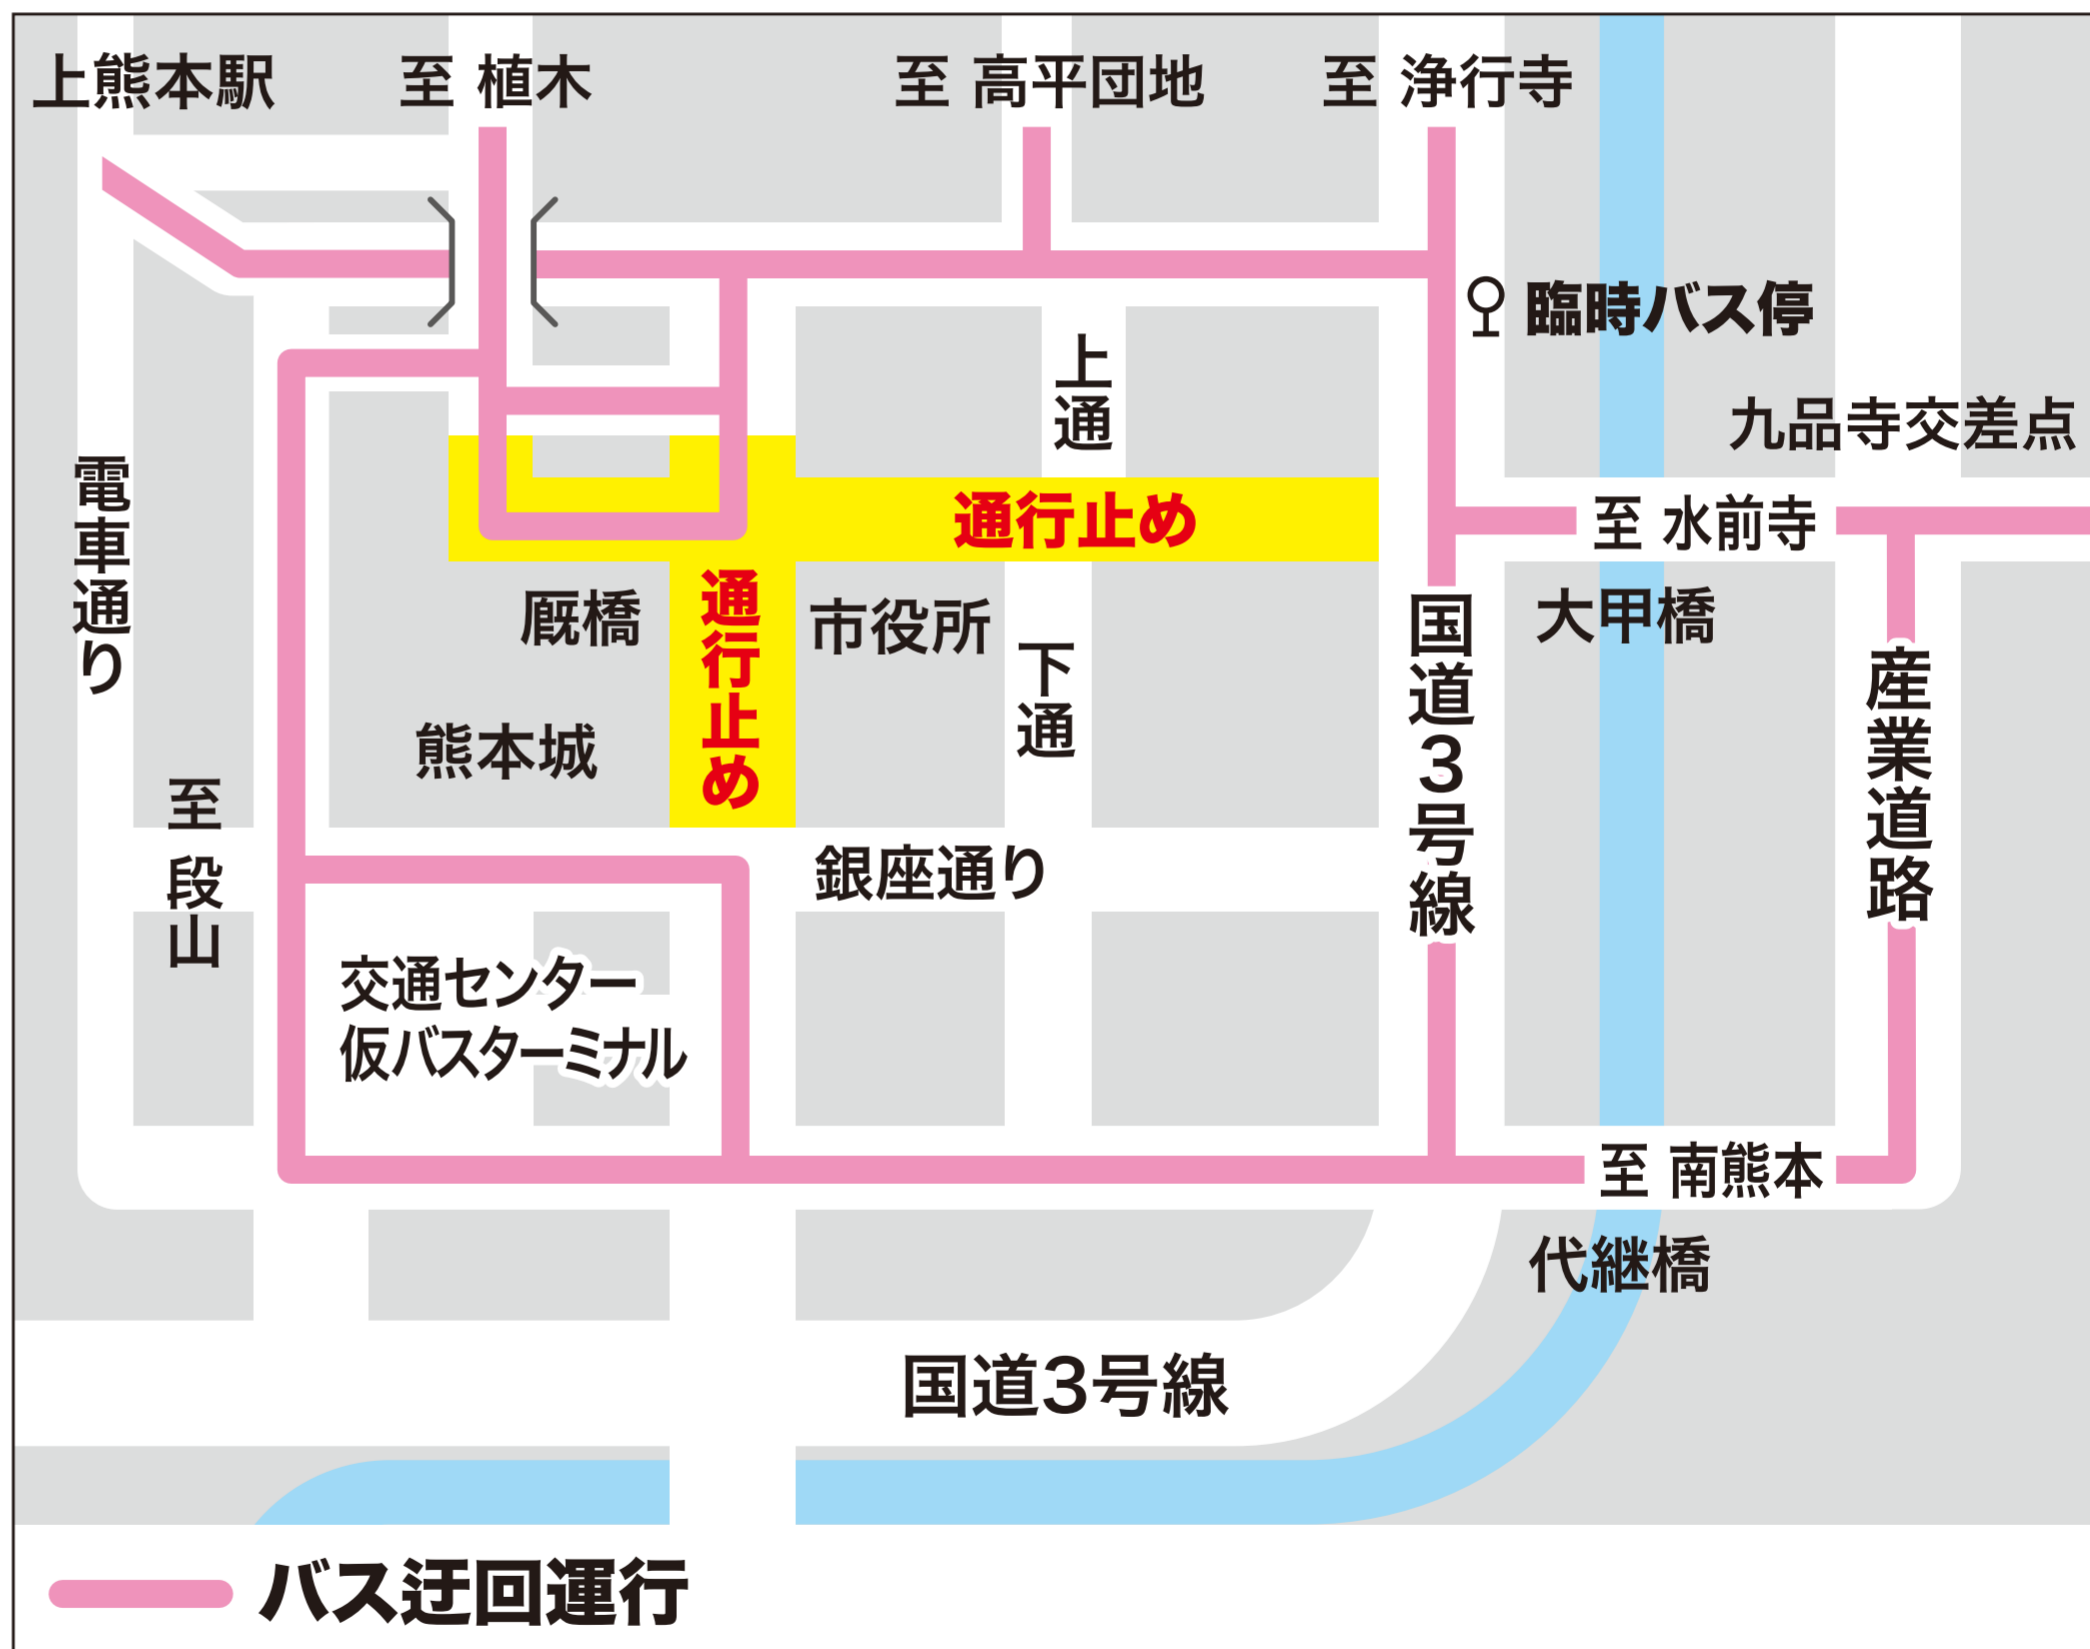 上熊本駅
至 植木
至 高平団地
至 浄行寺
臨時バス停
上通
九品寺交差点
電車通り
通行止め
至 水前寺
通行止め
厩橋
市役所
国道3号線
大甲橋
下通
産業道路
熊本城
至 段山
銀座通り
交通センター
仮バスターミナル
至 南熊本
代継橋
国道3号線
バス迂回運行